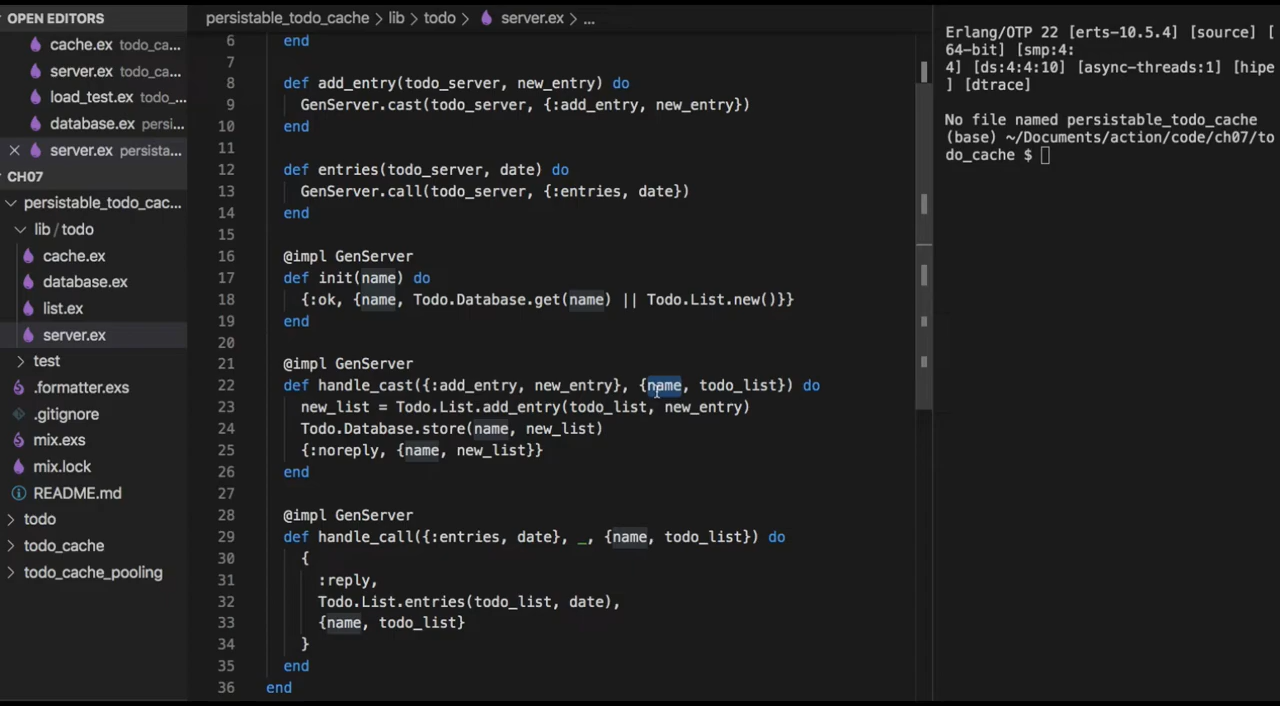 OPEN EDITORS
cache.ex todo_ca...
server.ex todo_ca...
load_test.ex todo_...
database.ex persi...
server.ex persista...
CH07
persistable_todo_cac...
lib / todo
cache.ex
database.ex
list.ex
server.ex
test
.formatter.exs
.gitignore
mix.exs
mix.lock
README.md
todo
todo_cache
todo_cache_pooling
persistable_todo_cache > lib > todo > server.ex > ...
6 end
7
8 def add_entry(todo_server, new_entry) do
9 GenServer.cast(todo_server, {:add_entry, new_entry})
10 end
11
12 def entries(todo_server, date) do
13 GenServer.call(todo_server, {:entries, date})
14 end
15
16 @impl GenServer
17 def init(name) do
18 {:ok, {name, Todo.Database.get(name) || Todo.List.new()}}
19 end
20
21 @impl GenServer
22 def handle_cast({:add_entry, new_entry}, {name, todo_list}) do
23 new_list = Todo.List.add_entry(todo_list, new_entry)
24 Todo.Database.store(name, new_list)
25 {:noreply, {name, new_list}}
26 end
27
28 @impl GenServer
29 def handle_call({:entries, date}, _, {name, todo_list}) do
30 {
31 :reply,
32 Todo.List.entries(todo_list, date),
33 {name, todo_list}
34 }
35 end
36 end
Erlang/OTP 22 [erts-10.5.4] [source] [
64-bit] [smp:4:
4] [ds:4:4:10] [async-threads:1] [hipe
] [dtrace]
No file named persistable_todo_cache
(base) ~/Documents/action/code/ch07/to
do_cache $